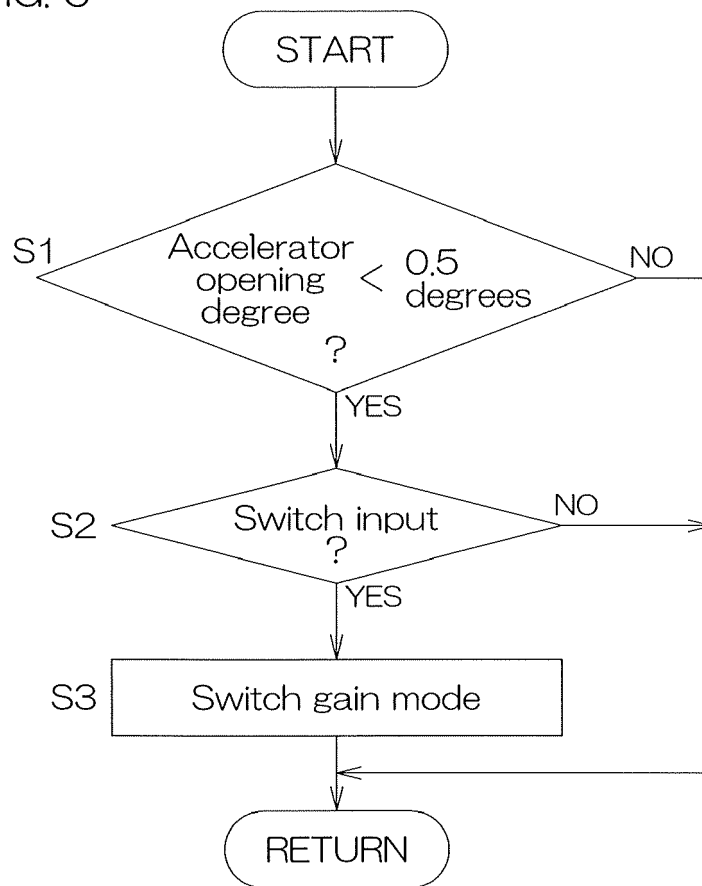 START
S1
Accelerator
opening
degree
<
0.5
degrees
?
NO
YES
S2
Switch input
?
NO
YES
S3
Switch gain mode
RETURN